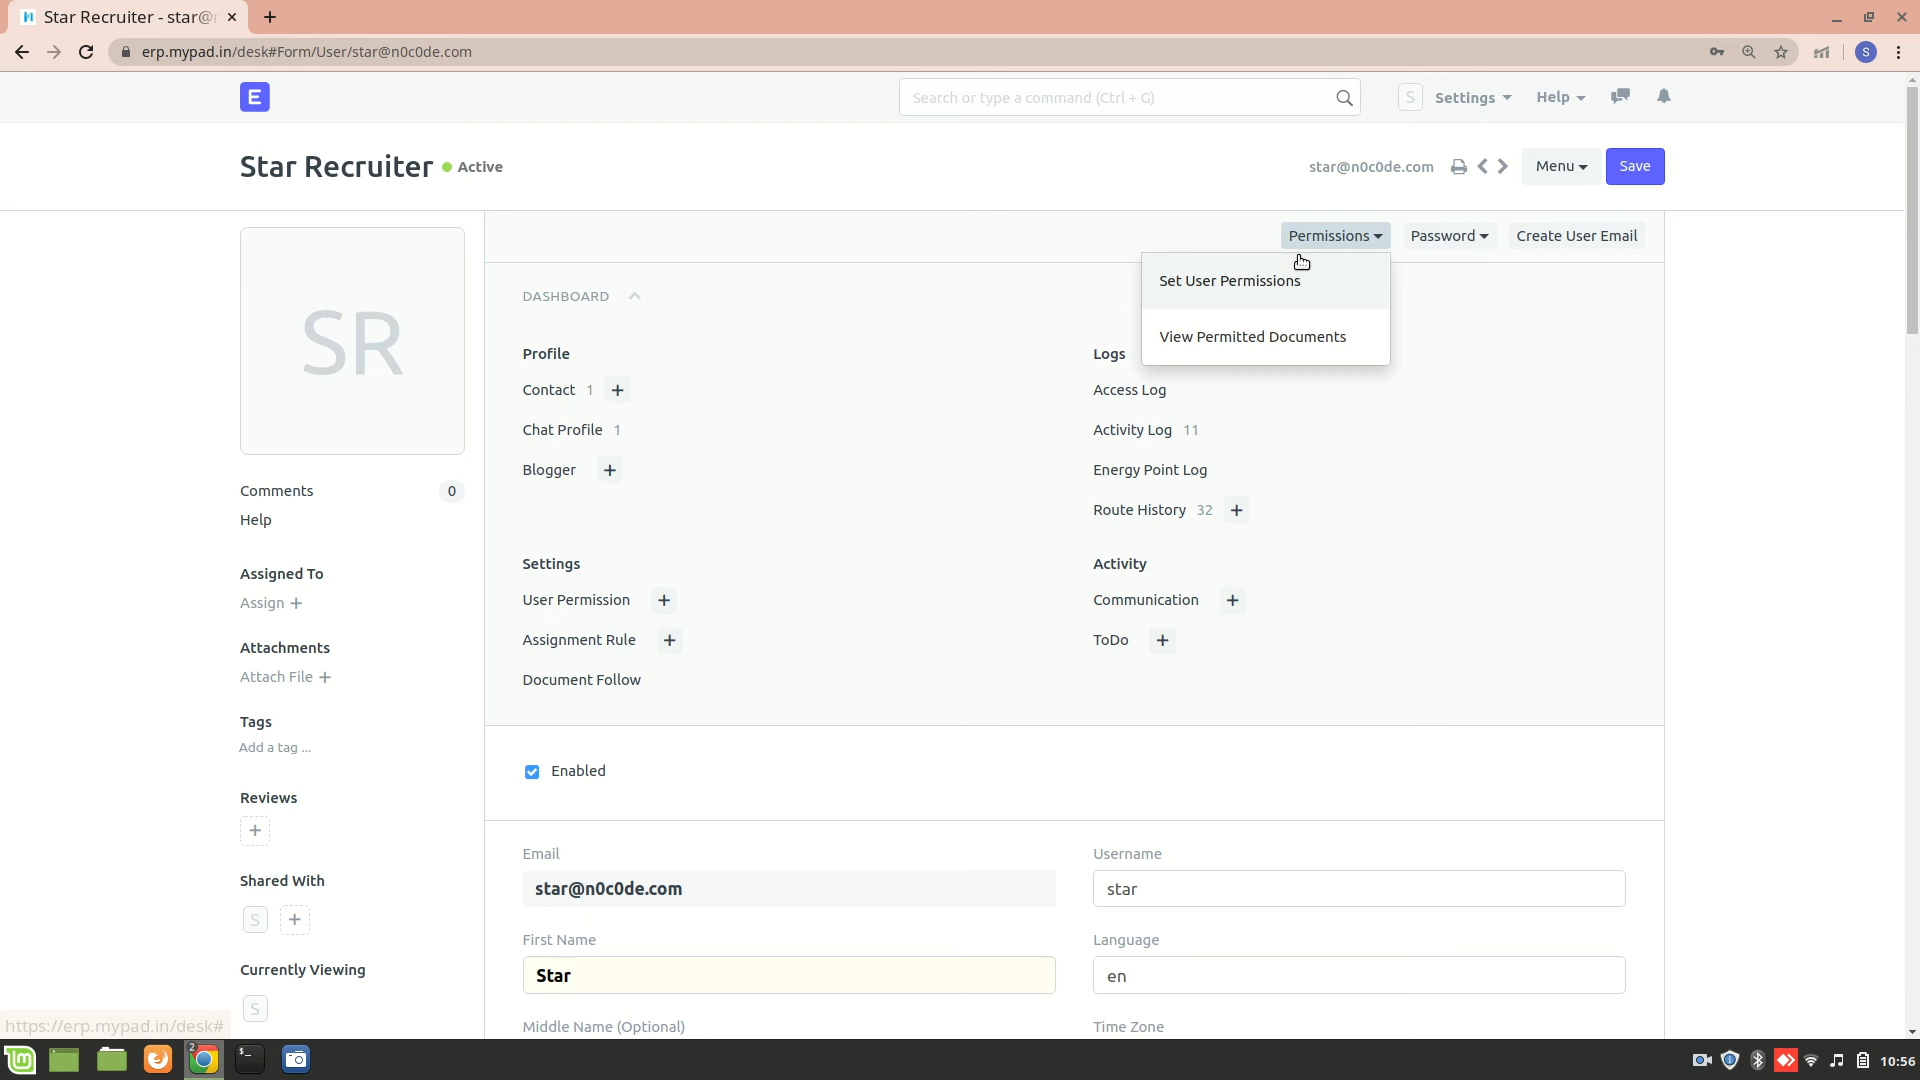 Star Recruiter - star@n
erp.mypad.in/desk#Form/User/star@n0c0de.com
S
E
Search or type a command (Ctrl + G)
S Settings Help
Star Recruiter Active
star@n0c0de.com Menu Save
Permissions Password Create User Email
Set User Permissions
View Permitted Documents
SR
DASHBOARD
Profile
Contact 1 +
Chat Profile 1
Blogger +
Logs
Access Log
Activity Log 11
Energy Point Log
Route History 32 +
Comments 0
Help
Assigned To
Assign +
Attachments
Attach File +
Tags
Add a tag ...
Reviews
+
Shared With
S +
Currently Viewing
S
Settings
User Permission +
Assignment Rule +
Document Follow
Activity
Communication +
ToDo +
Enabled
Email
star@n0c0de.com
Username
star
First Name
Star
Language
en
Middle Name (Optional)
Time Zone
https://erp.mypad.in/desk#
2
10:56